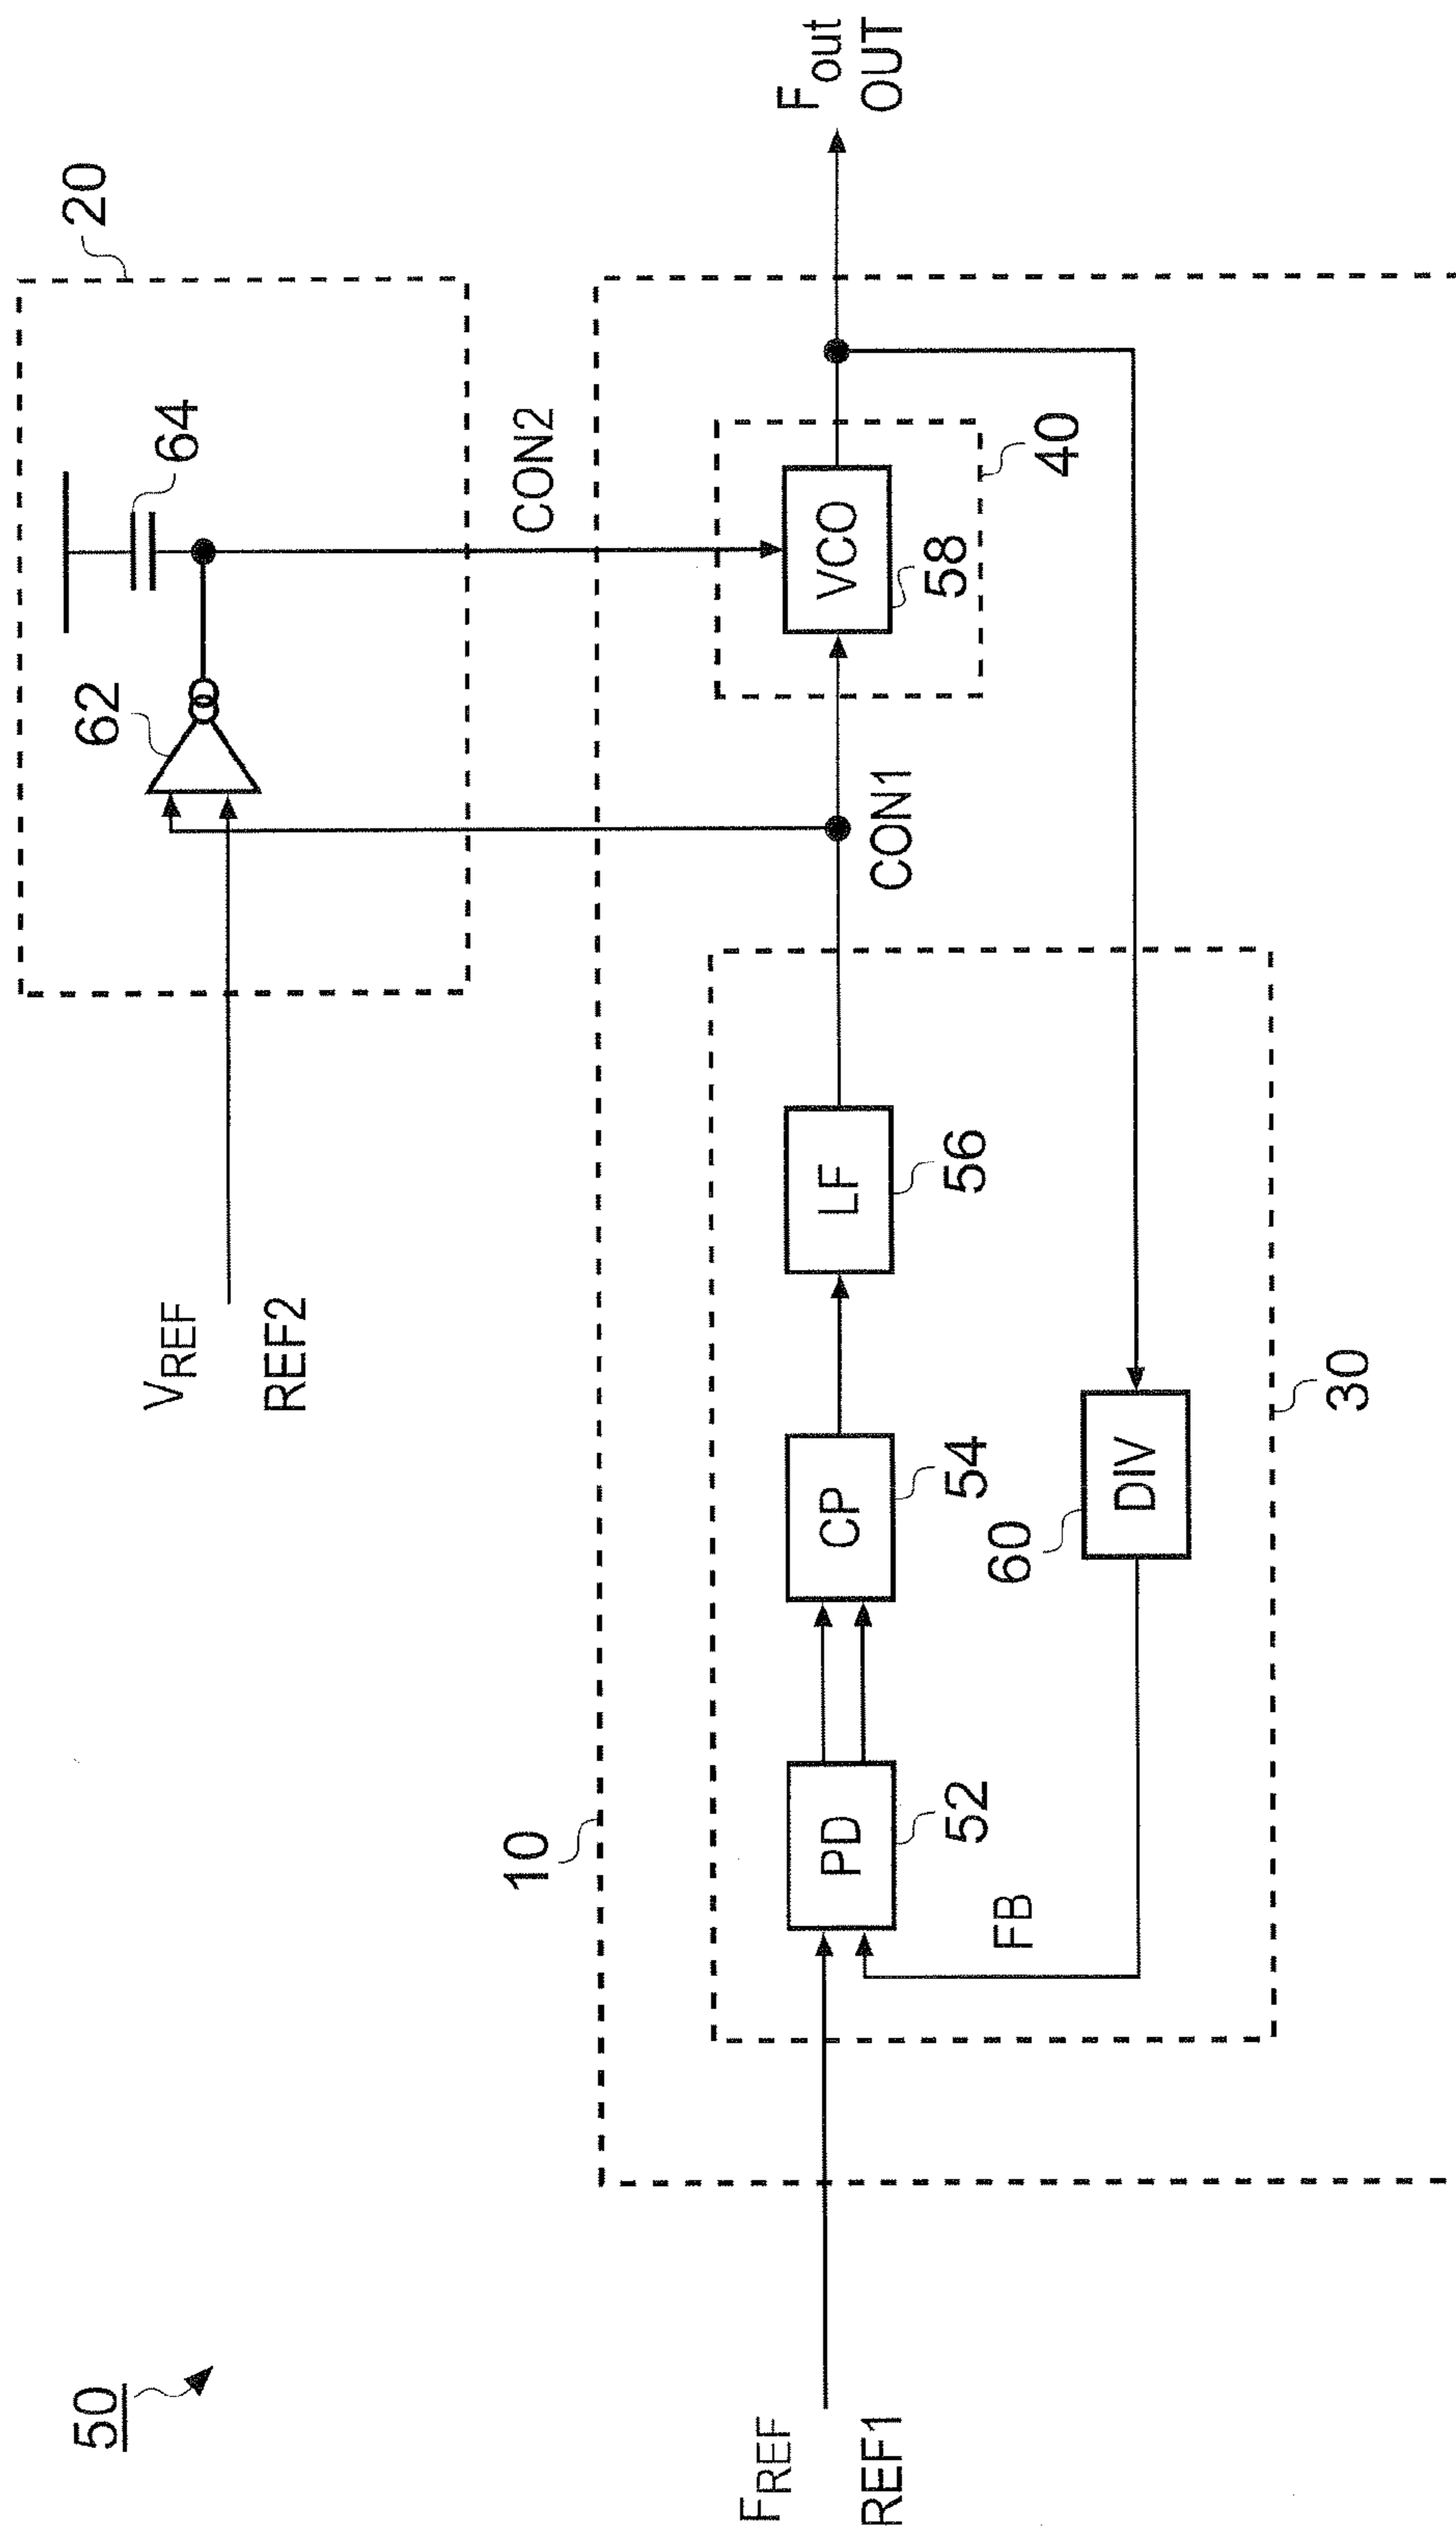 50
20
62
64
V_REF
REF2
CON2
10
40
VCO
58
F_out
OUT
CON1
F_REF
REF1
PD
52
CP
54
LF
56
FB
60
DIV
30